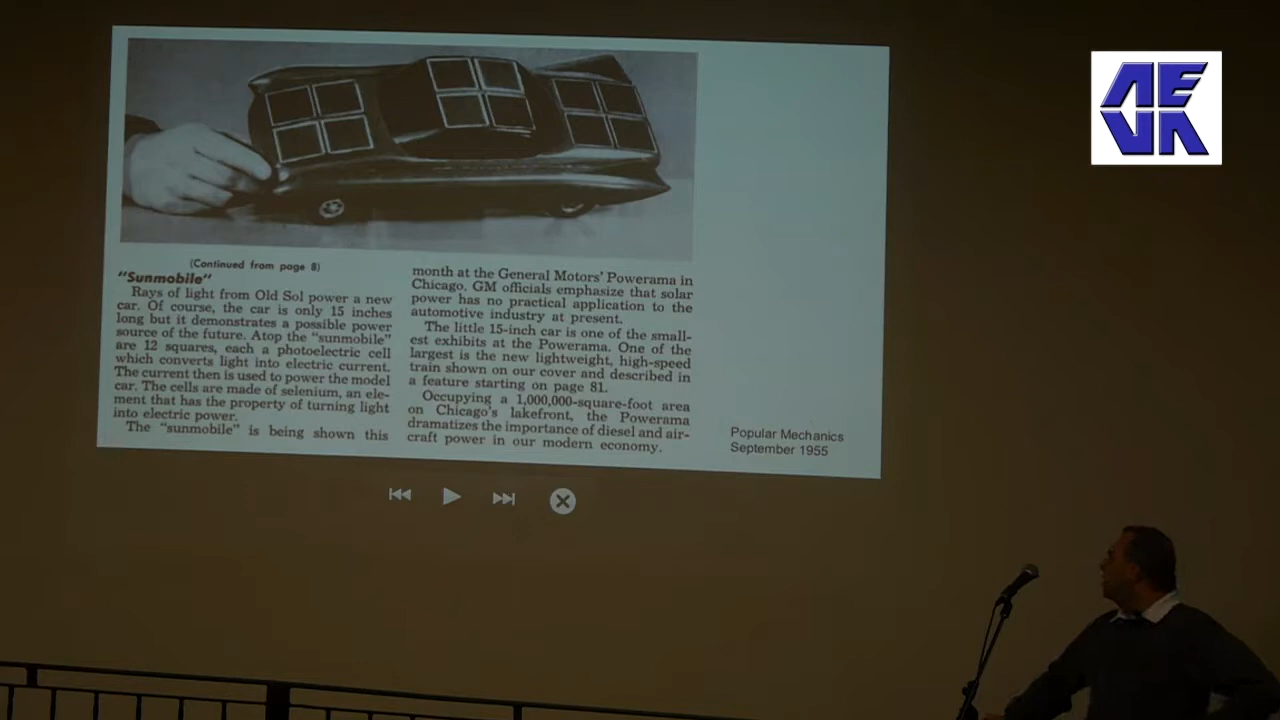 AEVA
(Continued from page 8)
"Sunmobile"
Rays of light from Old Sol power a new
car. Of course, the car is only 15 inches
long but it demonstrates a possible power
source of the future. Atop the "sunmobile"
are 12 squares, each a photoelectric cell
which converts light into electric current.
The current then is used to power the model
car. The cells are made of selenium, an ele-
ment that has the property of turning light
into electric power.
The "sunmobile" is being shown this
month at the General Motors' Powerama in
Chicago. GM officials emphasize that solar
power has no practical application to the
automotive industry at present.
The little 15-inch car is one of the small-
est exhibits at the Powerama. One of the
largest is the new lightweight, high-speed
train shown on our cover and described in
a feature starting on page 81.
Occupying a 1,000,000-square-foot area
on Chicago's lakefront, the Powerama
dramatizes the importance of diesel and air-
craft power in our modern economy.
Popular Mechanics
September 1955